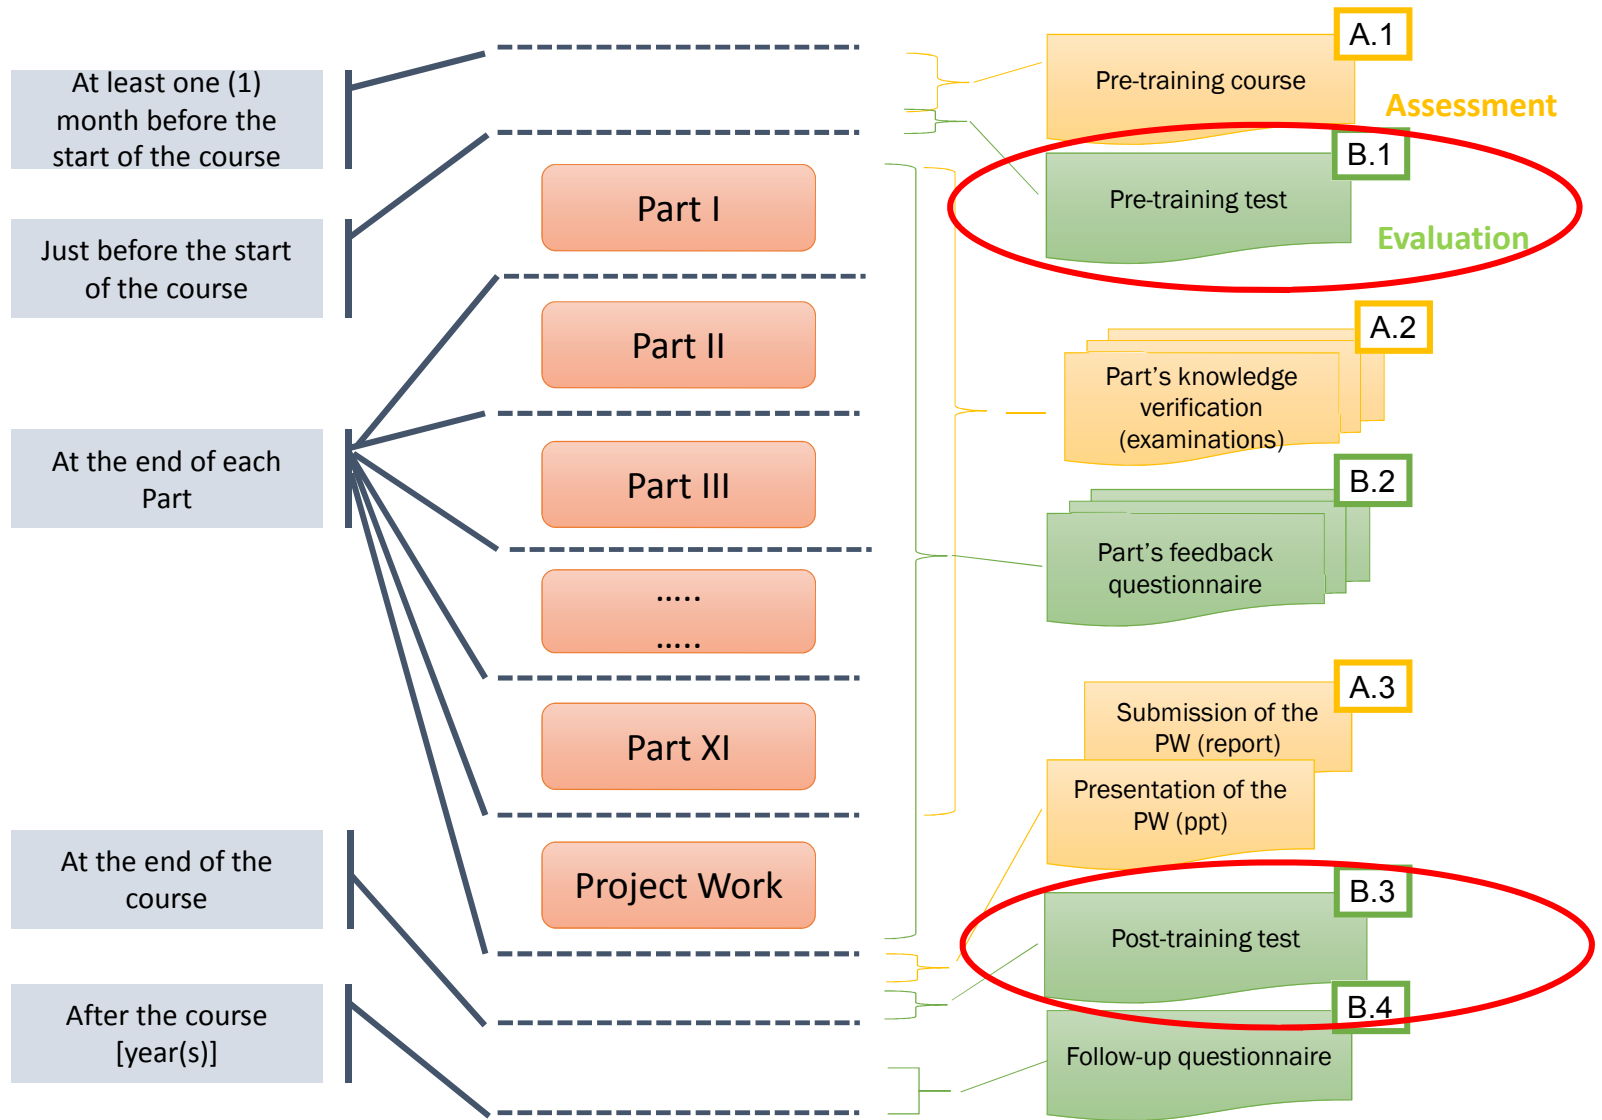 At least one (1)
month before the
start of the course
Just before the start
of the course
At the end of each
Part
At the end of the
course
After the course
[year(s)]
Part I
Part II
Part III
.....
.....
Part XI
Project Work
A.1
Pre-training course
Assessment
B.1
Pre-training test
Evaluation
A.2
Part’s knowledge
verification
(examinations)
B.2
Part’s feedback
questionnaire
A.3
Submission of the
PW (report)
Presentation of the
PW (ppt)
B.3
Post-training test
B.4
Follow-up questionnaire